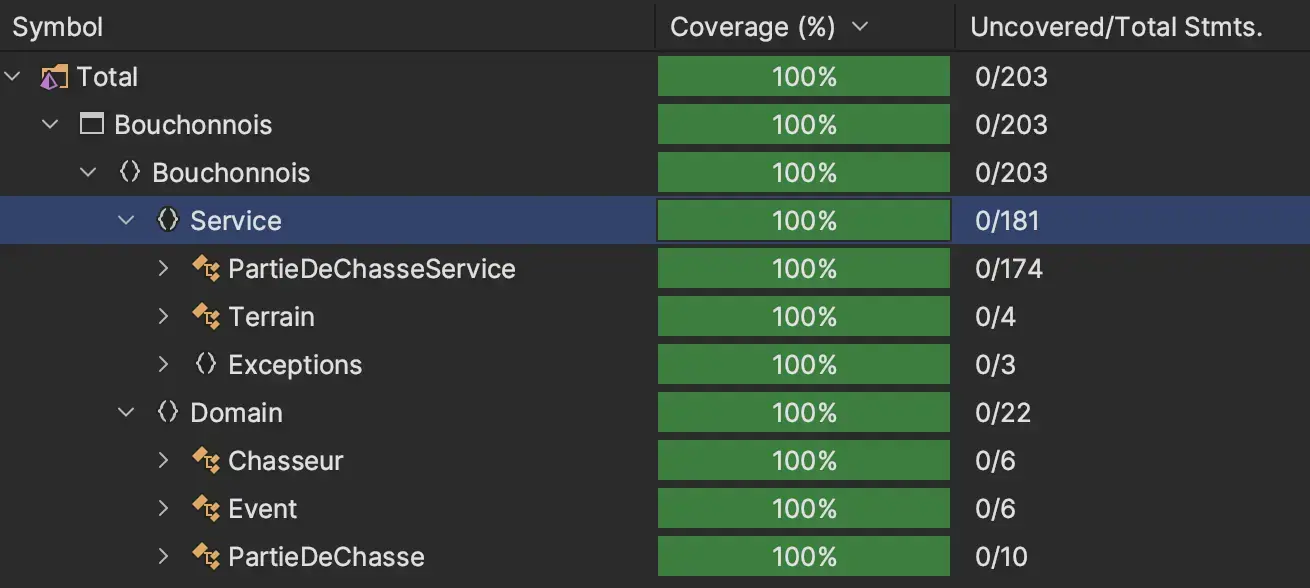 Symbol Coverage (%) Uncovered/Total Stmts.
Total 100% 0/203
Bouchonnois 100% 0/203
Bouchonnois 100% 0/203
Service 100% 0/181
PartieDeChasseService 100% 0/174
Terrain 100% 0/4
Exceptions 100% 0/3
Domain 100% 0/22
Chasseur 100% 0/6
Event 100% 0/6
PartieDeChasse 100% 0/10